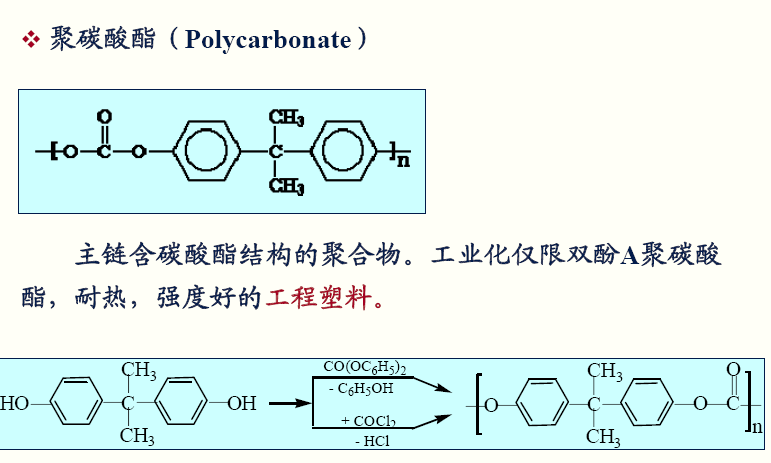 ❖ 聚碳酸酯（Polycarbonate）
O CH3
[O—C—O C ]n
CH3
主链含碳酸酯结构的聚合物。工业化仅限双酚A聚碳酸
酯，耐热，强度好的工程塑料。
CH3 CO(OC6H5)2 CH3 O
HO C OH - C6H5OH [O C O—C]n
CH3 + COCl2 CH3
- HCl